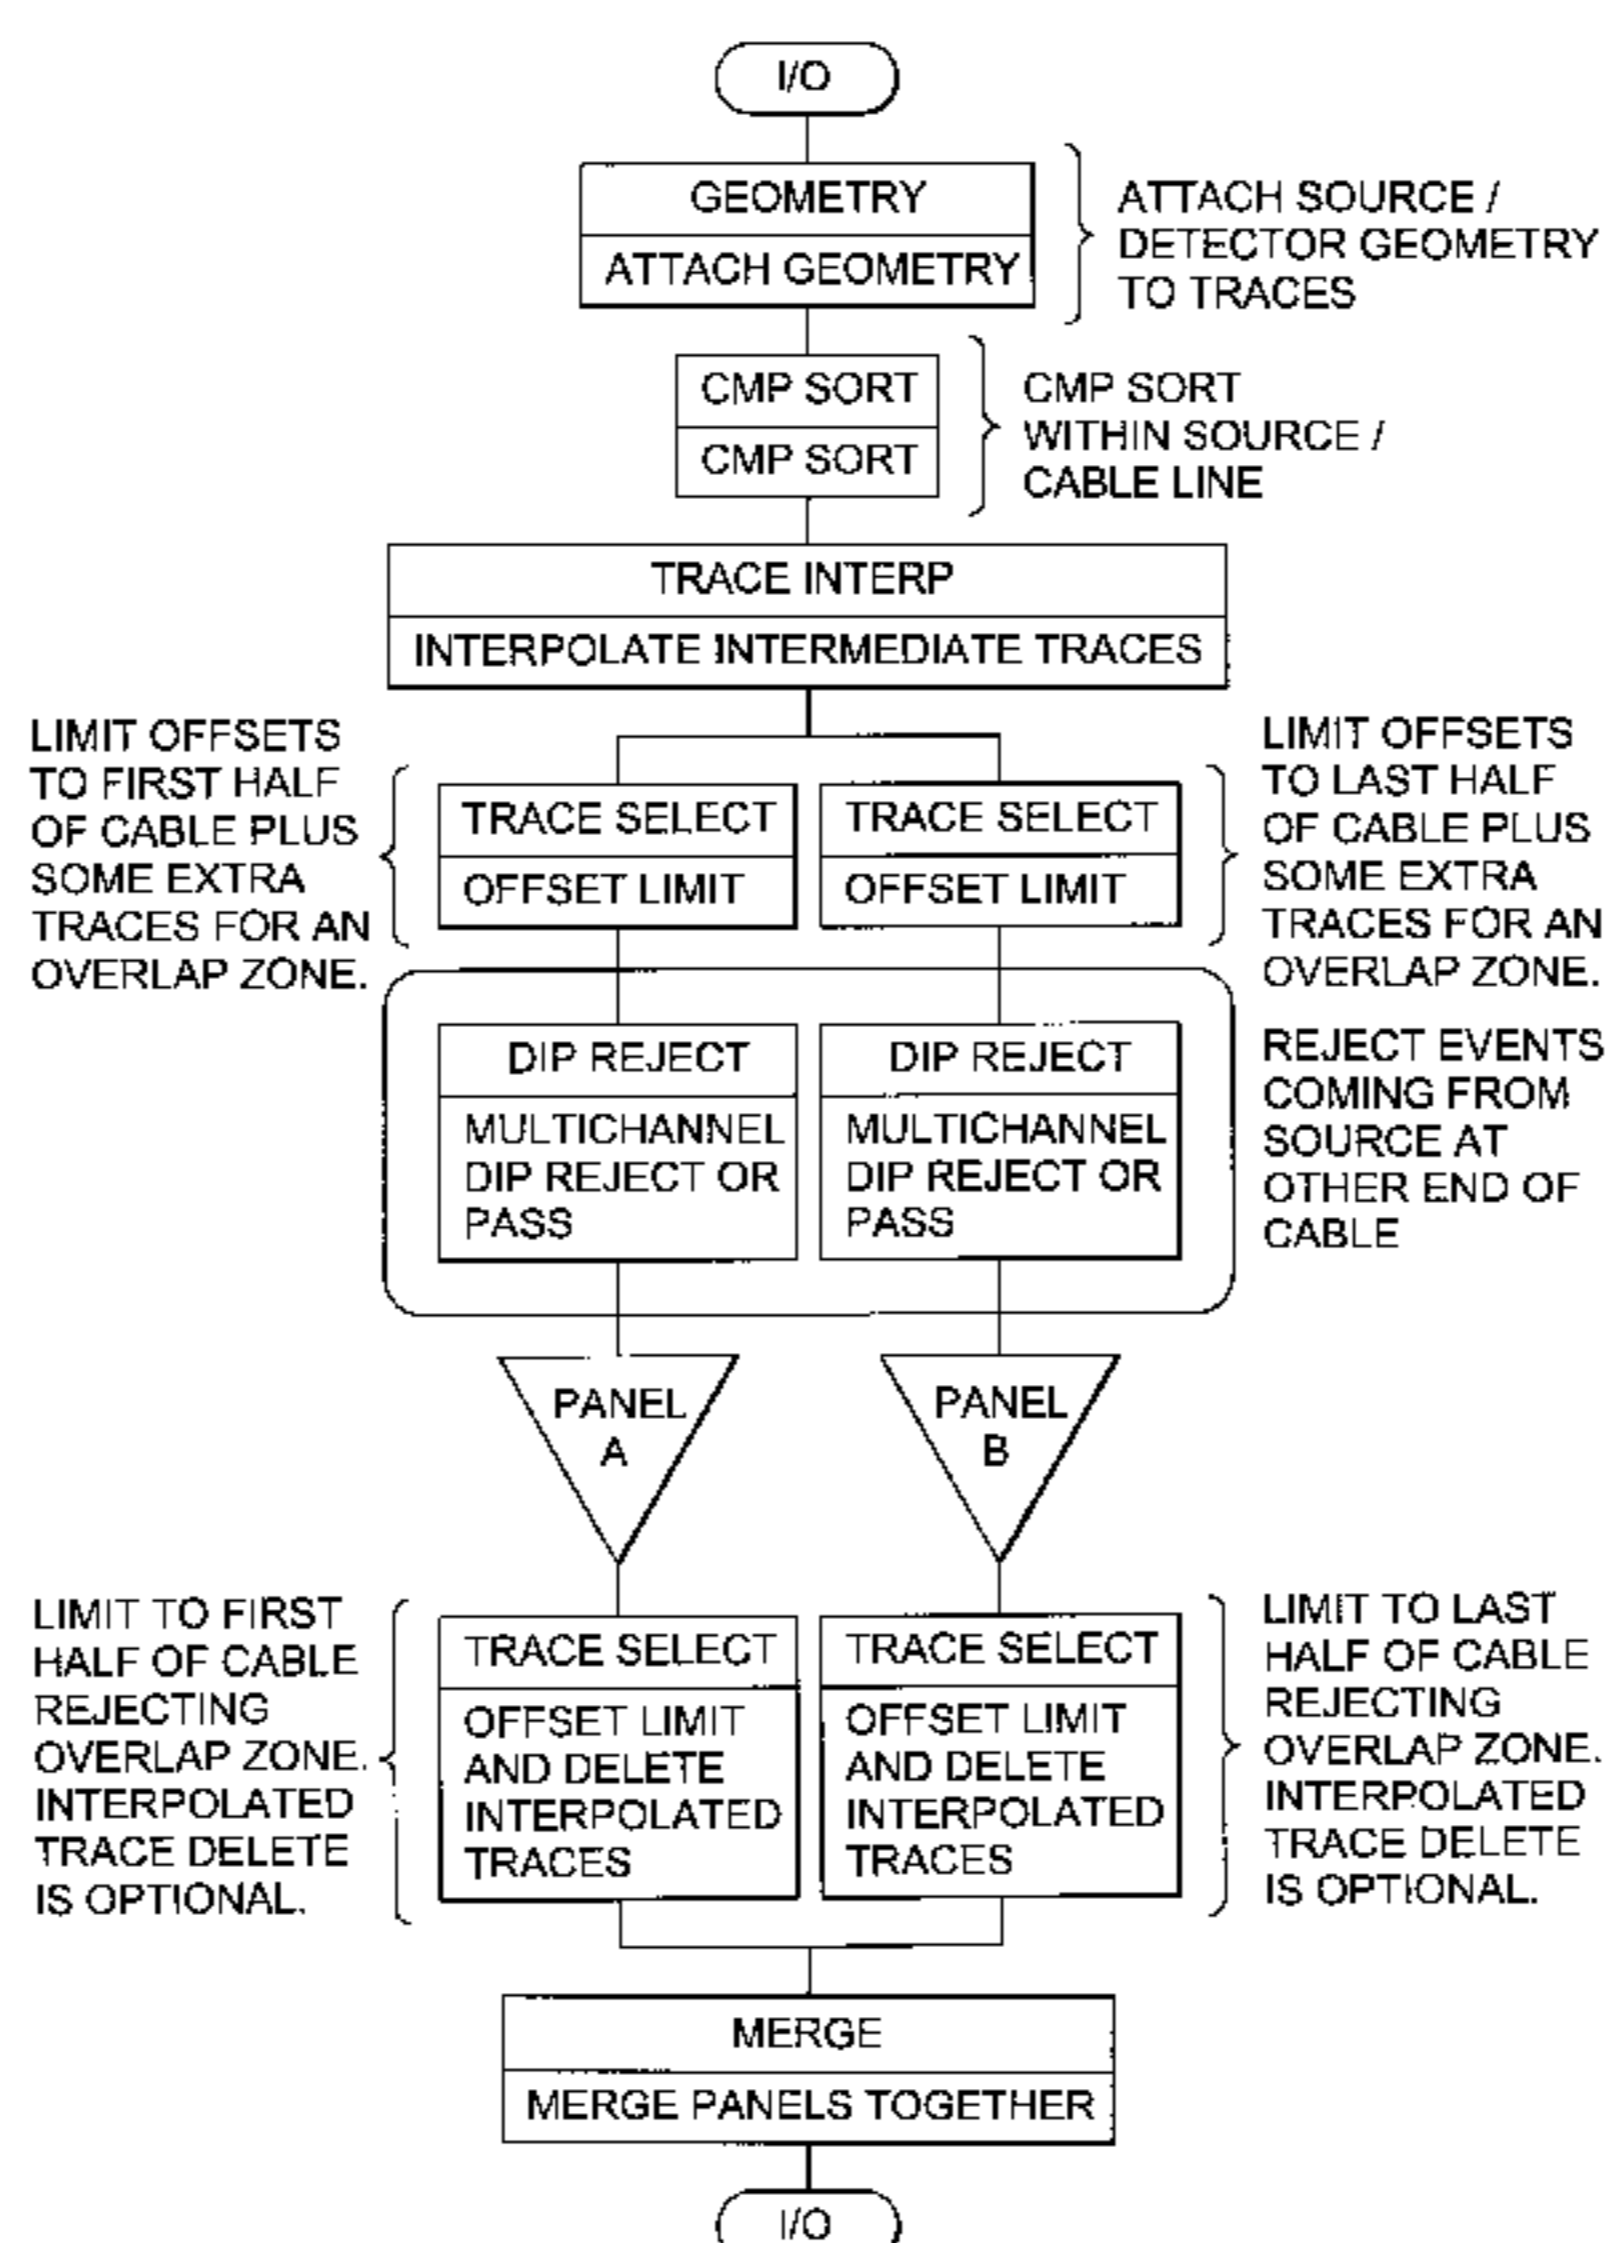 I/O
GEOMETRY
ATTACH GEOMETRY
ATTACH SOURCE /
DETECTOR GEOMETRY
TO TRACES
CMP SORT
CMP SORT
CMP SORT
WITHIN SOURCE /
CABLE LINE
TRACE INTERP
INTERPOLATE INTERMEDIATE TRACES
LIMIT OFFSETS
TO FIRST HALF
OF CABLE PLUS
SOME EXTRA
TRACES FOR AN
OVERLAP ZONE.
TRACE SELECT
OFFSET LIMIT
TRACE SELECT
OFFSET LIMIT
LIMIT OFFSETS
TO LAST HALF
OF CABLE PLUS
SOME EXTRA
TRACES FOR AN
OVERLAP ZONE.
DIP REJECT
MULTICHANNEL
DIP REJECT OR
PASS
DIP REJECT
MULTICHANNEL
DIP REJECT OR
PASS
REJECT EVENTS
COMING FROM
SOURCE AT
OTHER END OF
CABLE
PANEL
A
PANEL
B
LIMIT TO FIRST
HALF OF CABLE
REJECTING
OVERLAP ZONE.
INTERPOLATED
TRACE DELETE
IS OPTIONAL.
TRACE SELECT
OFFSET LIMIT
AND DELETE
INTERPOLATED
TRACES
TRACE SELECT
OFFSET LIMIT
AND DELETE
INTERPOLATED
TRACES
LIMIT TO LAST
HALF OF CABLE
REJECTING
OVERLAP ZONE.
INTERPOLATED
TRACE DELETE
IS OPTIONAL.
MERGE
MERGE PANELS TOGETHER
I/O